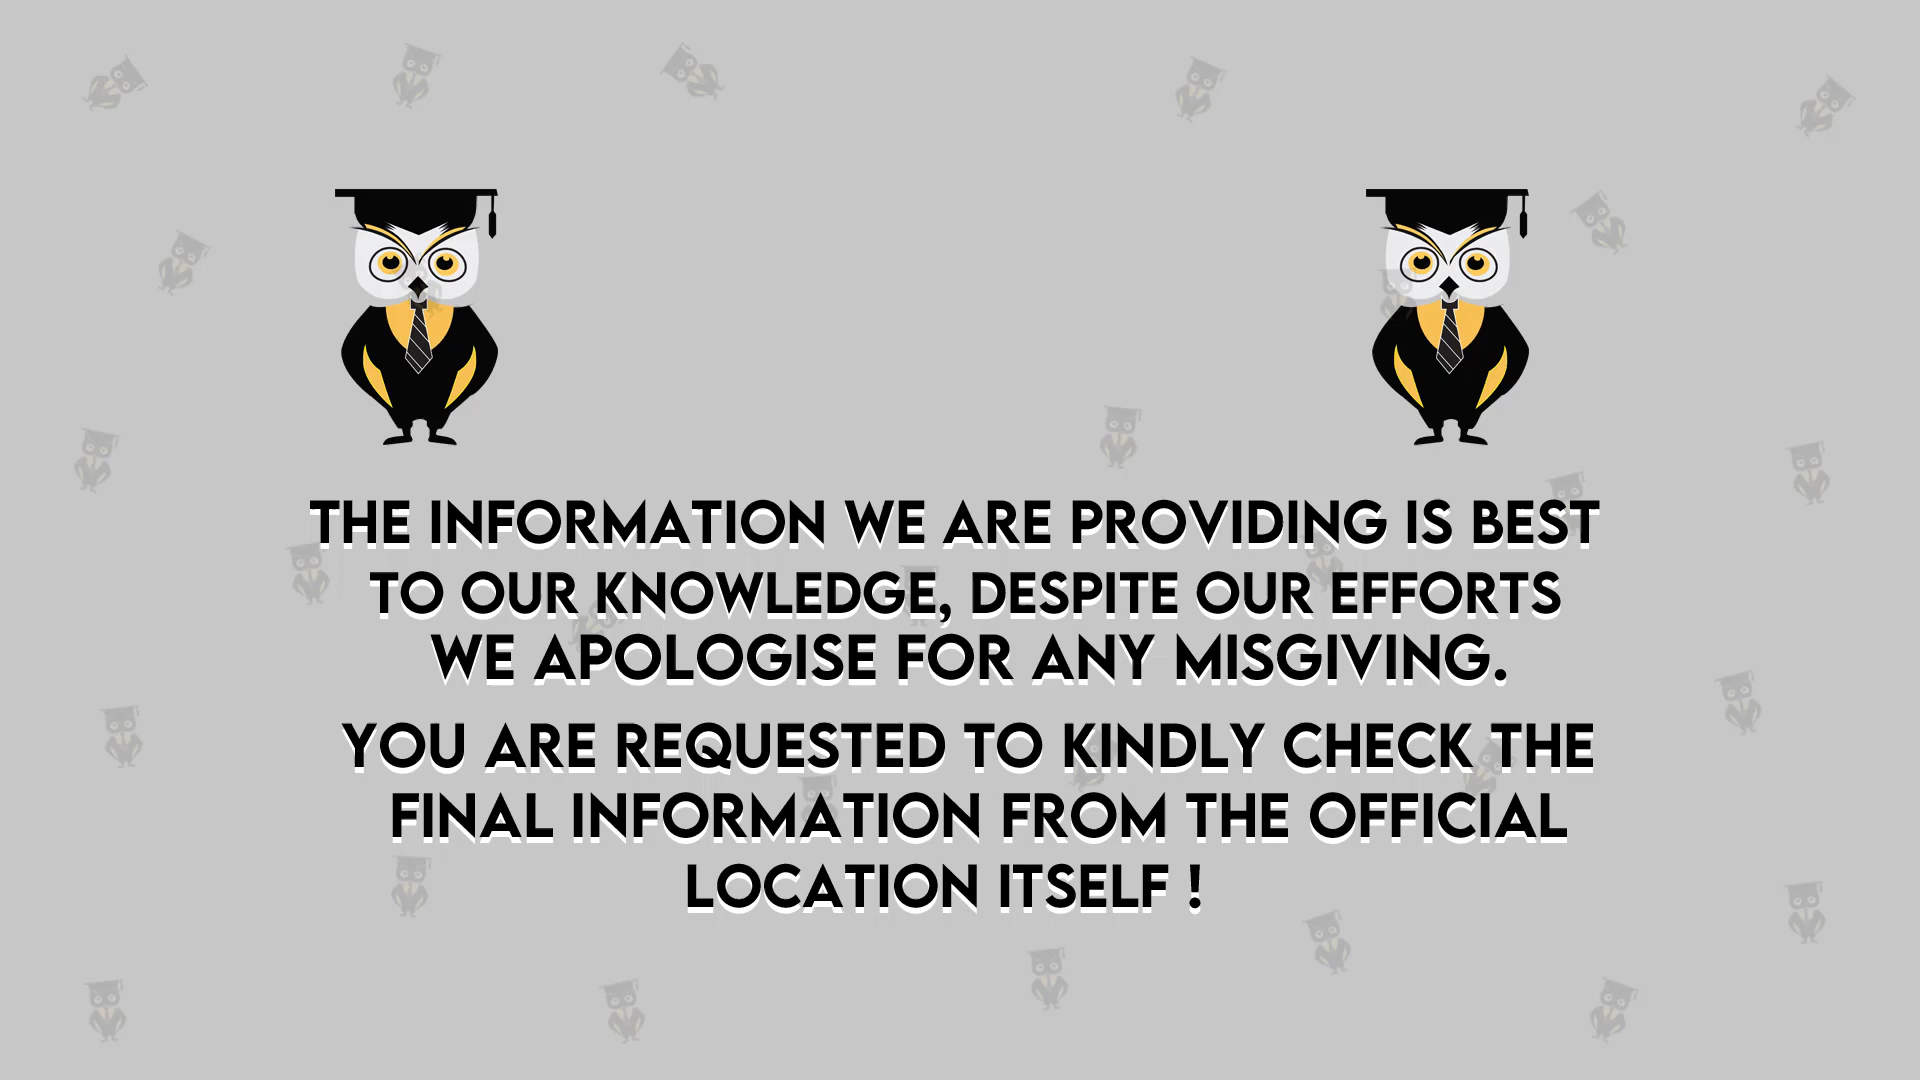 THE INFORMATION WE ARE PROVIDING IS BEST
TO OUR KNOWLEDGE, DESPITE OUR EFFORTS
WE APOLOGISE FOR ANY MISGIVING.
YOU ARE REQUESTED TO KINDLY CHECK THE
FINAL INFORMATION FROM THE OFFICIAL
LOCATION ITSELF !